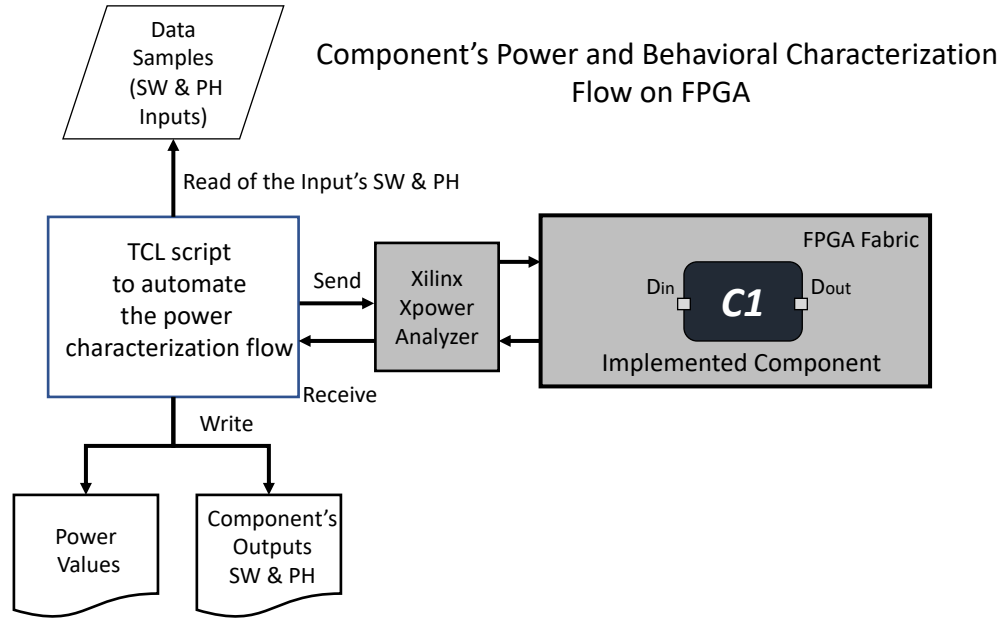 Data
Samples
(SW & PH
Inputs)
Component's Power and Behavioral Characterization
Flow on FPGA
Read of the Input's SW & PH
TCL script
to automate
the power
characterization flow
Send
Receive
Xilinx
Xpower
Analyzer
FPGA Fabric
Din
C1
Dout
Implemented Component
Write
Power
Values
Component's
Outputs
SW & PH